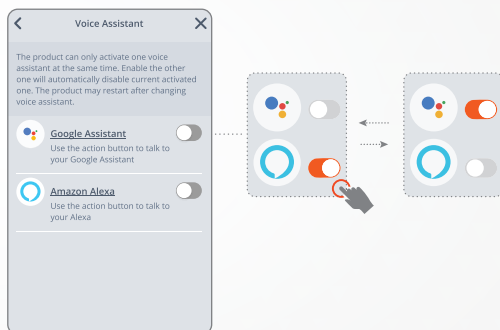 Voice Assistant
The product can only activate one voice
assistant at the same time. Enable the other
one will automatically disable current activated
one. The product may restart after changing
voice assistant.
Google Assistant
Use the action button to talk to
your Google Assistant
Amazon Alexa
Use the action button to talk to
your Alexa